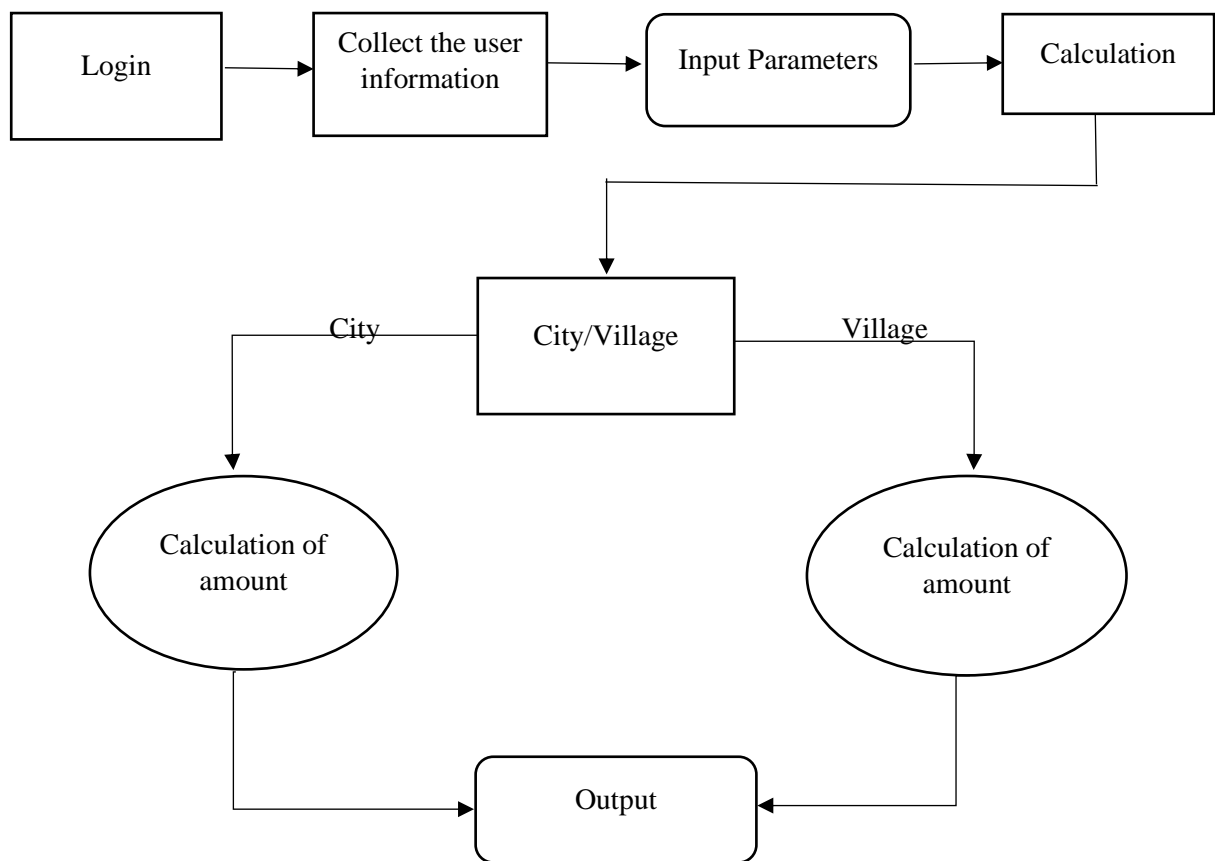 Login
Collect the user
information
Input Parameters
Calculation
City
City/Village
Village
Calculation of
amount
Calculation of
amount
Output